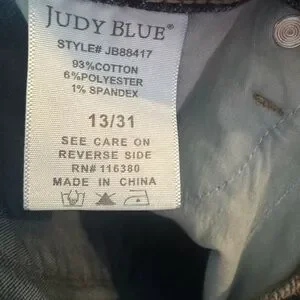 JUDY BLUE®
STYLE# JB88417
93%COTTON
6%POLYESTER
1% SPANDEX
13/31
SEE CARE ON
REVERSE SIDE
RN# 116380
MADE IN CHINA